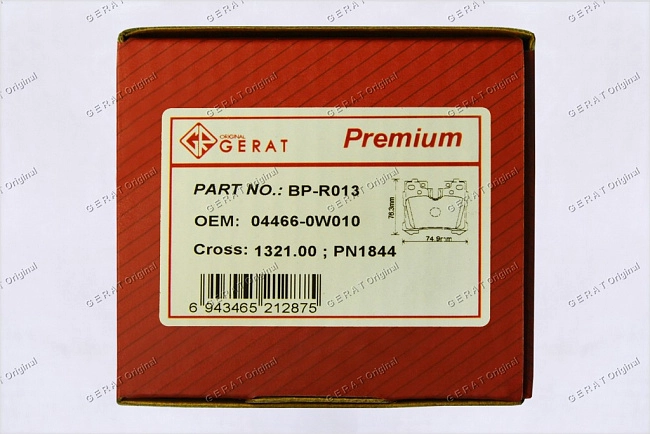 ORIGINAL
GERAT
Premium
PART NO.: BP-R013
OEM: 04466-0W010
Cross: 1321.00 ; PN1844
76.3mm
74.9mm
6 943465 212875
GERAT Original